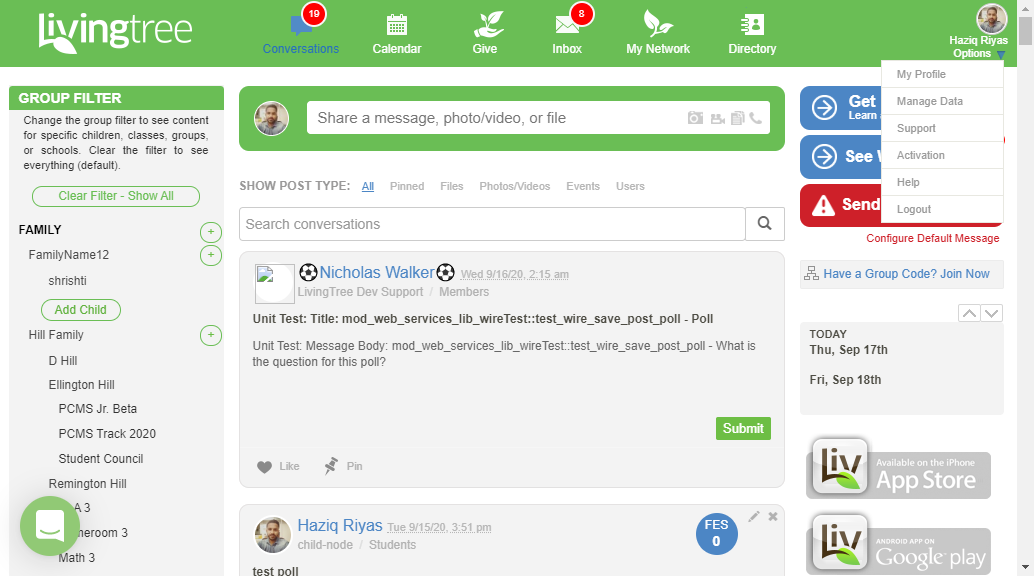 Livingtree
19
Conversations
Calendar
Give
8
Inbox
My Network
Directory
Haziq Riyas
Options
My Profile
Manage Data
Support
Activation
Help
Logout
GROUP FILTER
Change the group filter to see content
for specific children, classes, groups,
or schools. Clear the filter to see
everything (default).
Clear Filter - Show All
FAMILY
+
FamilyName12
+
shrishti
Add Child
Hill Family
+
D Hill
Ellington Hill
PCMS Jr. Beta
PCMS Track 2020
Student Council
Remington Hill
A 3
meroom 3
Math 3
Share a message, photo/video, or file
SHOW POST TYPE: All Pinned Files Photos/Videos Events Users
Search conversations
Nicholas Walker Wed 9/16/20, 2:15 am
LivingTree Dev Support / Members
Unit Test: Title: mod_web_services_lib_wireTest::test_wire_save_post_poll - Poll
Unit Test: Message Body: mod_web_services_lib_wireTest::test_wire_save_post_poll - What is
the question for this poll?
Submit
Like Pin
Haziq Riyas Tue 9/15/20, 3:51 pm
child-node / Students
FES
0
test poll
Get
Learn
See
Send
Configure Default Message
Have a Group Code? Join Now
TODAY
Thu, Sep 17th
Fri, Sep 18th
Liv
Available on the iPhone
App Store
Liv
ANDROID APP ON
Google play